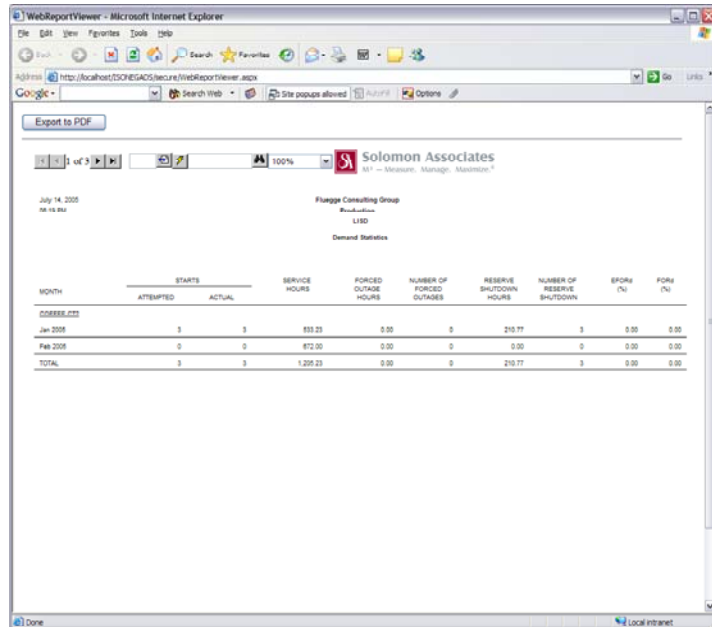 WebReportViewer - Microsoft Internet Explorer
File Edit View Favorites Tools Help
Back Search Favorites
Address http://localhost/ISONEGADS/secure/WebReportViewer.aspx Go Links
Google Search Web Site popups allowed AutoFill Options
Export to PDF
1 of 3 100% Solomon Associates
M³ — Measure. Manage. Maximize.
July 14, 2005 Fluegge Consulting Group
Production
LISD
Demand Statistics
STARTS SERVICE FORCED NUMBER OF RESERVE NUMBER OF EFORd FORd
MONTH HOURS OUTAGE FORCED SHUTDOWN RESERVE (%) (%)
ATTEMPTED ACTUAL HOURS OUTAGES HOURS SHUTDOWN
Jan 2005 3 3 533.23 0.00 0 210.77 3 0.00 0.00
Feb 2005 0 0 672.00 0.00 0 0.00 0 0.00 0.00
TOTAL 3 3 1,205.23 0.00 0 210.77 3 0.00 0.00
Done Local intranet